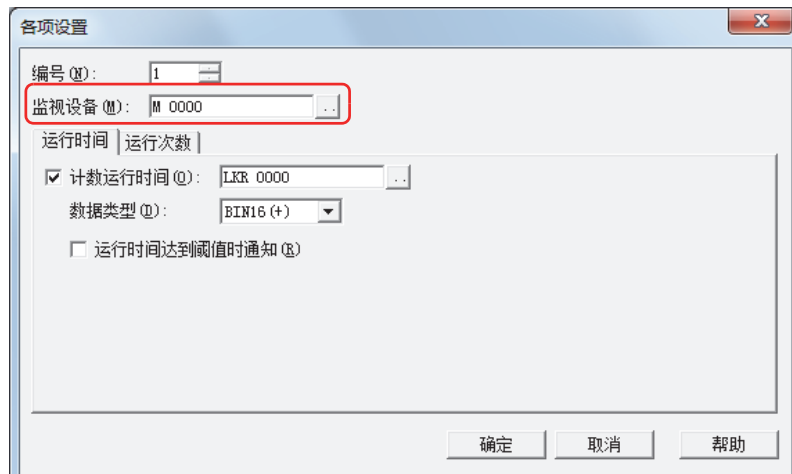 各项设置
编号(N): 1
监视设备(M): M 0000 ..
运行时间 运行次数
计数运行时间(O): LKR 0000 ..
数据类型(D): BIN16(+)
运行时间达到阈值时通知(R)
确定 取消 帮助